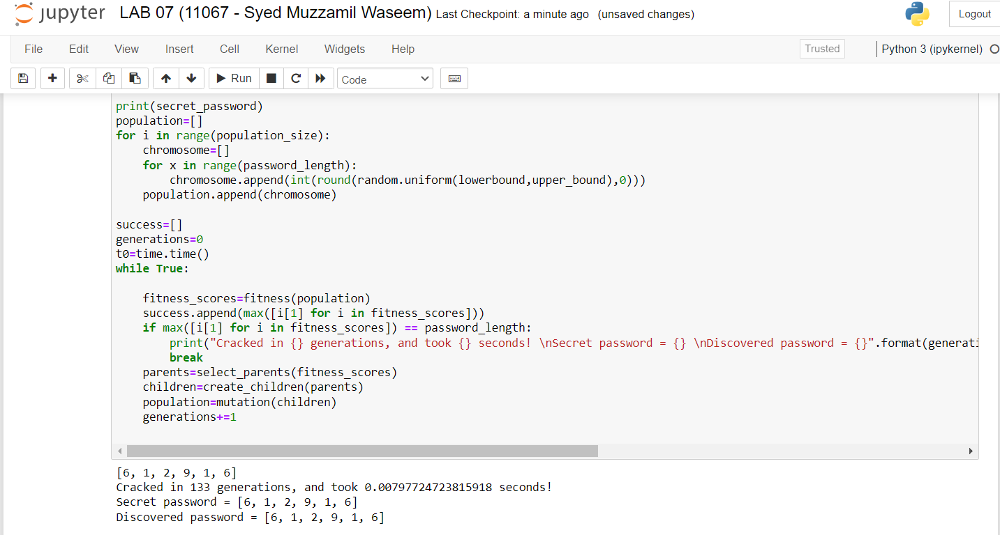 jupyter LAB 07 (11067 - Syed Muzzamil Waseem) Last Checkpoint: a minute ago (unsaved changes)
Logout
File Edit View Insert Cell Kernel Widgets Help
Trusted
Python 3 (ipykernel)
Run
Code
print(secret_password)
population=[]
for i in range(population_size):
    chromosome=[]
    for x in range(password_length):
        chromosome.append(int(round(random.uniform(lowerbound,upper_bound),0)))
    population.append(chromosome)
success=[]
generations=0
t0=time.time()
while True:
    fitness_scores=fitness(population)
    success.append(max([i[1] for i in fitness_scores]))
    if max([i[1] for i in fitness_scores]) == password_length:
        print("Cracked in {} generations, and took {} seconds! \nSecret password = {} \nDiscovered password = {}".format(generati
        break
    parents=select_parents(fitness_scores)
    children=create_children(parents)
    population=mutation(children)
    generations+=1
[6, 1, 2, 9, 1, 6]
Cracked in 133 generations, and took 0.00797724723815918 seconds!
Secret password = [6, 1, 2, 9, 1, 6]
Discovered password = [6, 1, 2, 9, 1, 6]